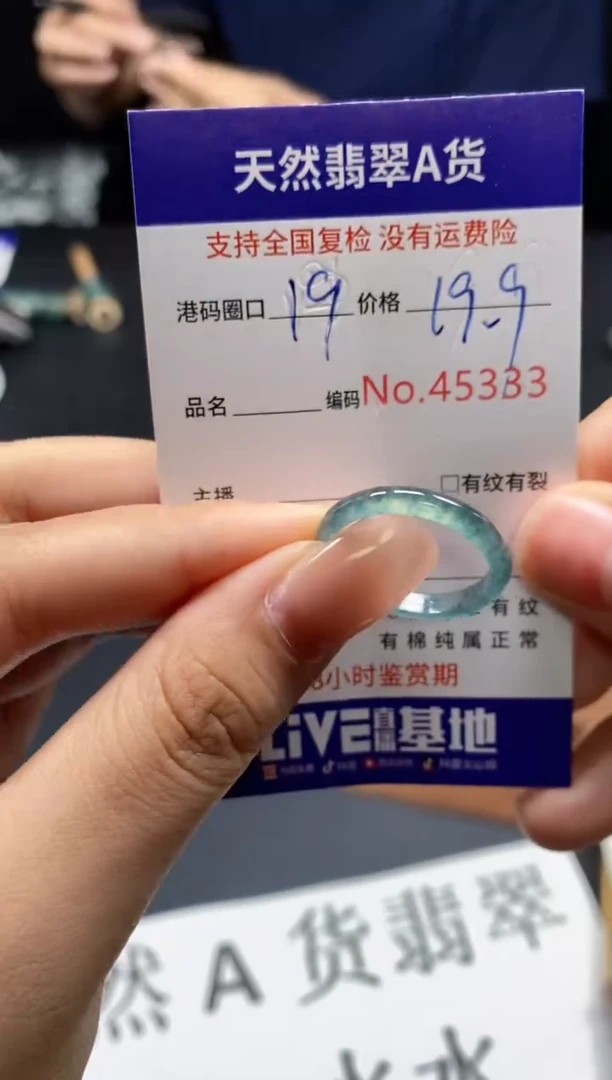 天然翡翠A货
支持全国复检 没有运费险
港码圈口 19 价格 19.9
品名 编码 No.45333
主播 □有纹有裂
有纹
有棉纯属正常
8小时鉴赏期
LiVE直播基地
然A货翡翠
水